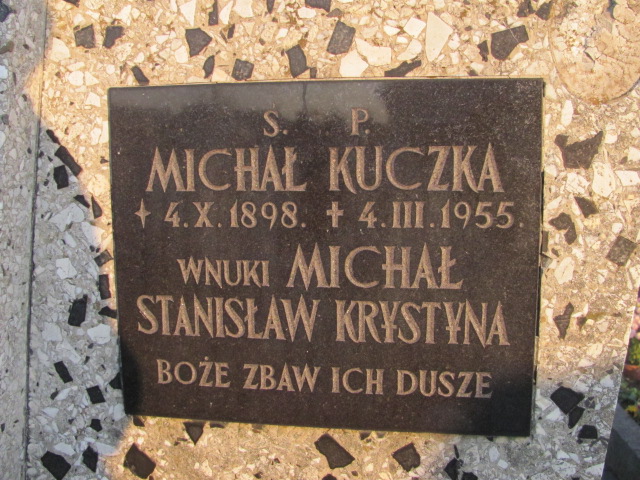 S. P.
MICHAŁ KUCZKA
+ 4.X.1898. + 4.III.1955.
WNUKI MICHAŁ
STANISŁAW KRYSTYNA
BOŻE ZBAW ICH DUSZE